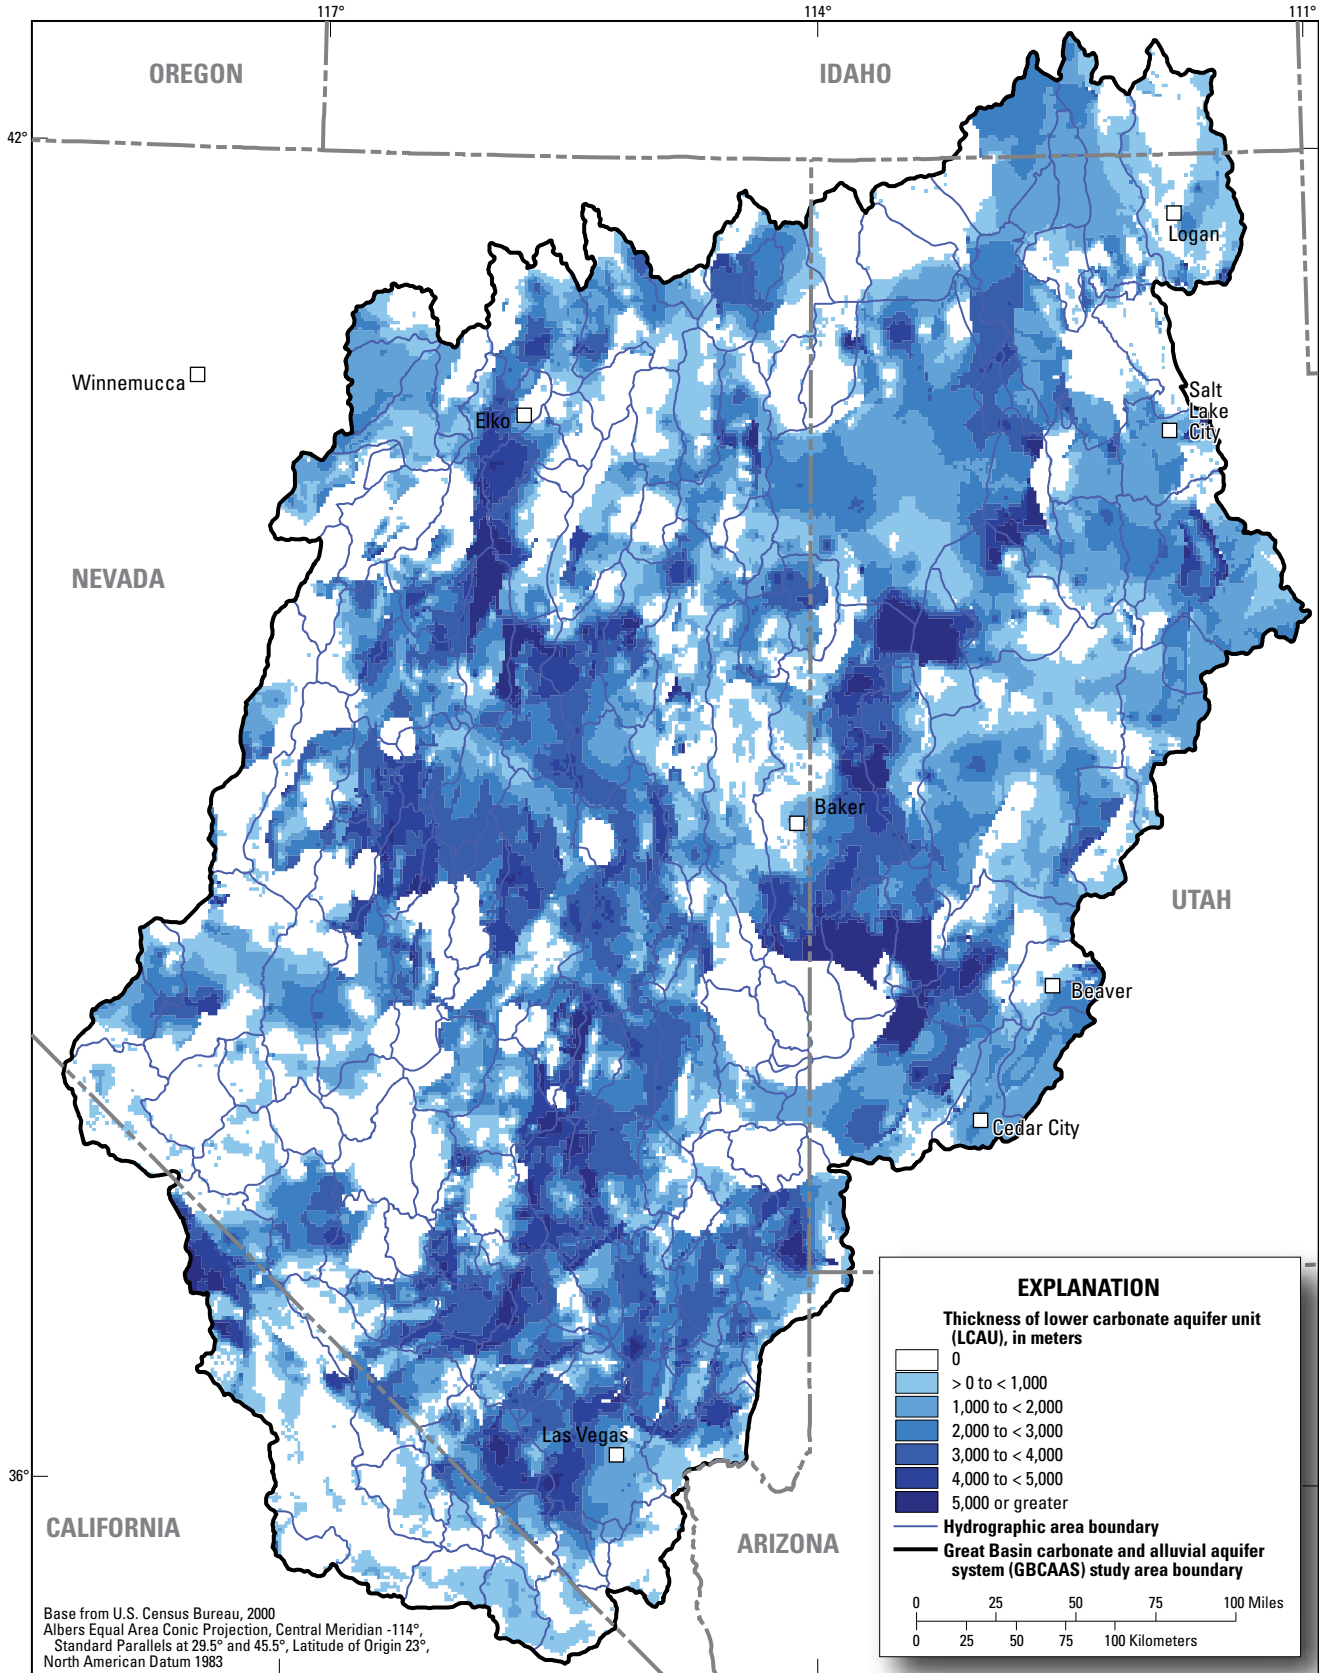 117° 114° 111°
OREGON IDAHO
42°
Logan
Winnemucca
Elko
Salt
Lake
City
NEVADA
Baker
UTAH
Beaver
Cedar City
Las Vegas
36°
CALIFORNIA
ARIZONA
EXPLANATION
Thickness of lower carbonate aquifer unit
(LCAU), in meters
0
> 0 to < 1,000
1,000 to < 2,000
2,000 to < 3,000
3,000 to < 4,000
4,000 to < 5,000
5,000 or greater
Hydrographic area boundary
Great Basin carbonate and alluvial aquifer
system (GBCAAS) study area boundary
0 25 50 75 100 Miles
0 25 50 75 100 Kilometers
Base from U.S. Census Bureau, 2000
Albers Equal Area Conic Projection, Central Meridian -114°,
Standard Parallels at 29.5° and 45.5°, Latitude of Origin 23°,
North American Datum 1983